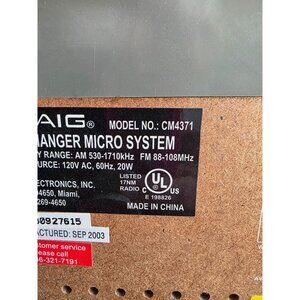 AIG® MODEL NO.: CM4371
HANGER MICRO SYSTEM
Y RANGE: AM 530-1710kHz FM 88-108MHz
OURCE: 120V AC, 60Hz, 20W
ELECTRONICS, INC.
-4650, Miami,
269-4650
LISTED
17NM
RADIO
UL
C US
E 198826
MADE IN CHINA
0927615
ACTURED: SEP 2003
stomer service
ease call
6-321-7191